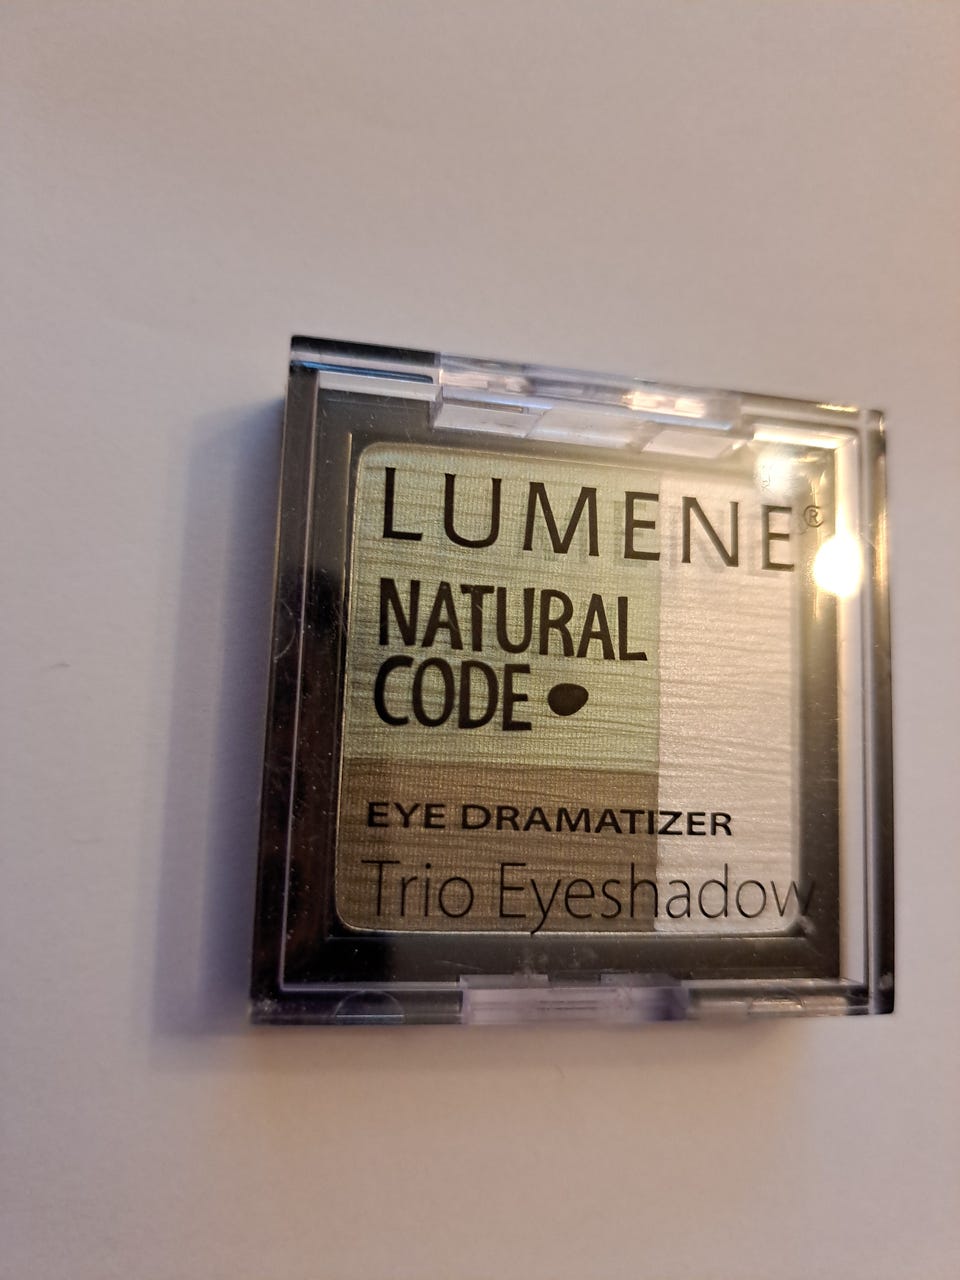 LUMENE®
NATURAL
CODE
EYE DRAMATIZER
Trio Eyeshadow